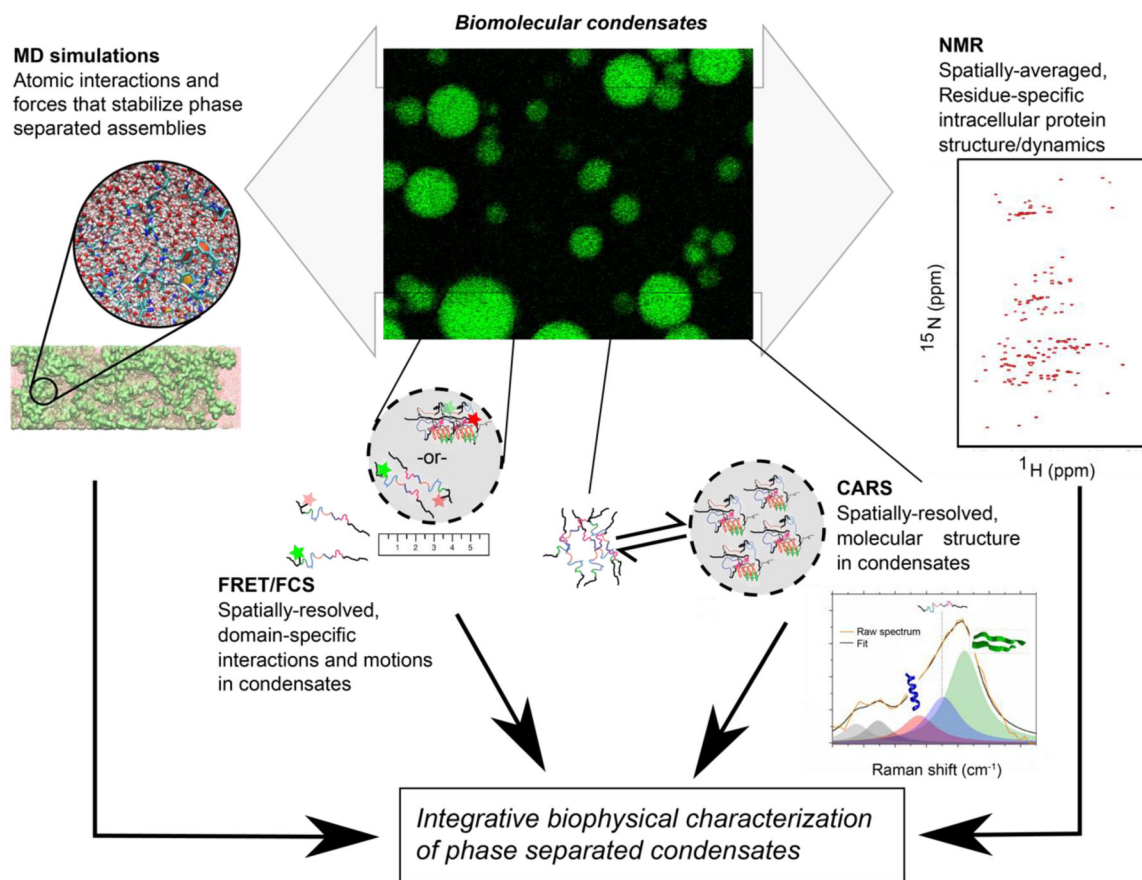 Biomolecular condensates
MD simulations
Atomic interactions and
forces that stabilize phase
separated assemblies
NMR
Spatially-averaged,
Residue-specific
intracellular protein
structure/dynamics
15N (ppm)
1H (ppm)
-or-
1 2 3 4 5
FRET/FCS
Spatially-resolved,
domain-specific
interactions and motions
in condensates
CARS
Spatially-resolved,
molecular structure
in condensates
Raw spectrum
Fit
Raman shift (cm-1)
Integrative biophysical characterization
of phase separated condensates